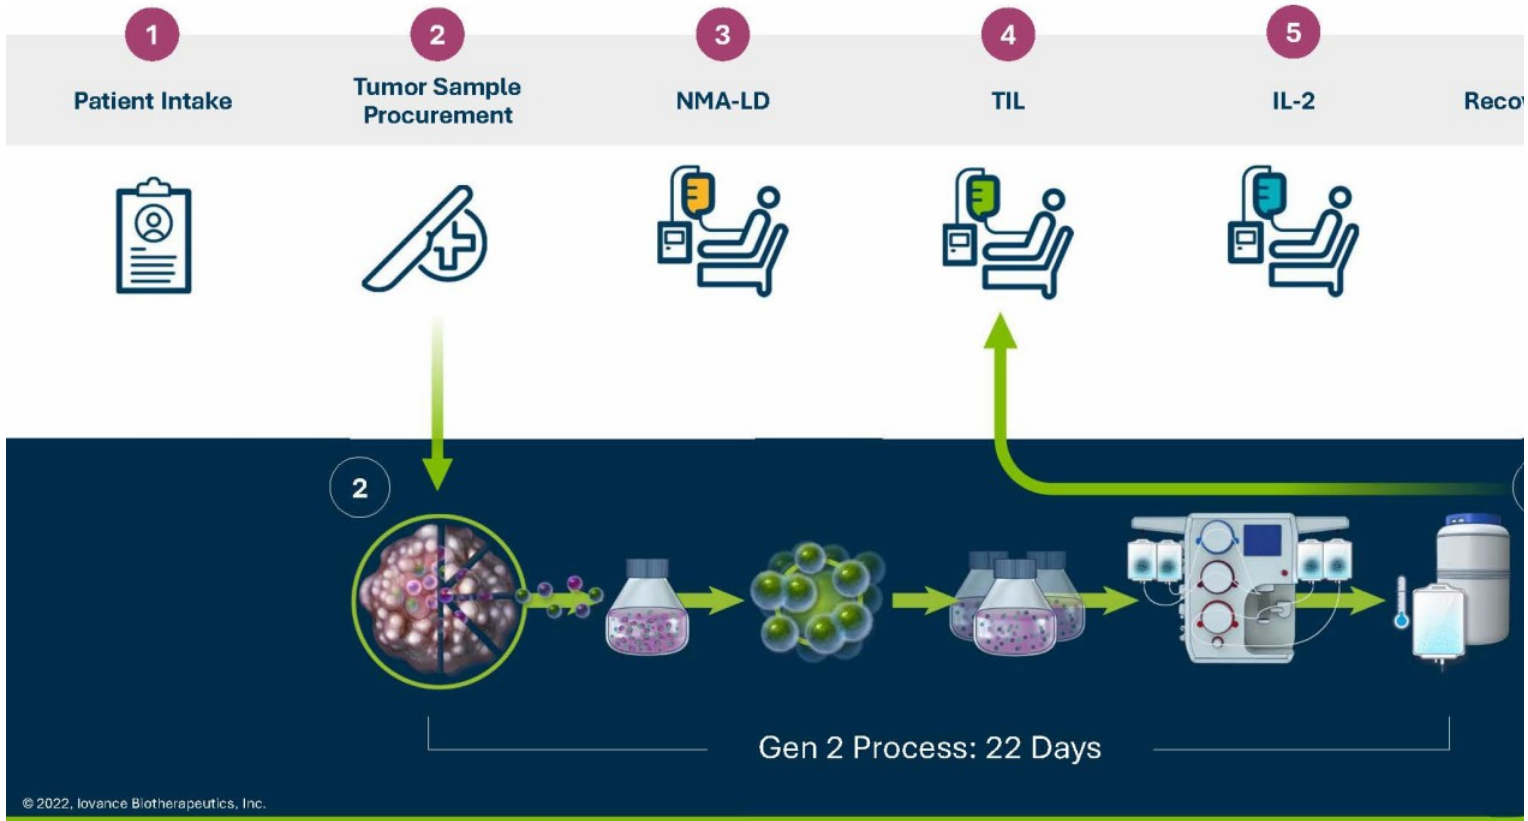 1
2
3
4
5
Patient Intake
Tumor Sample
Procurement
NMA-LD
TIL
IL-2
Recov
2
Gen 2 Process: 22 Days
© 2022, Iovance Biotherapeutics, Inc.